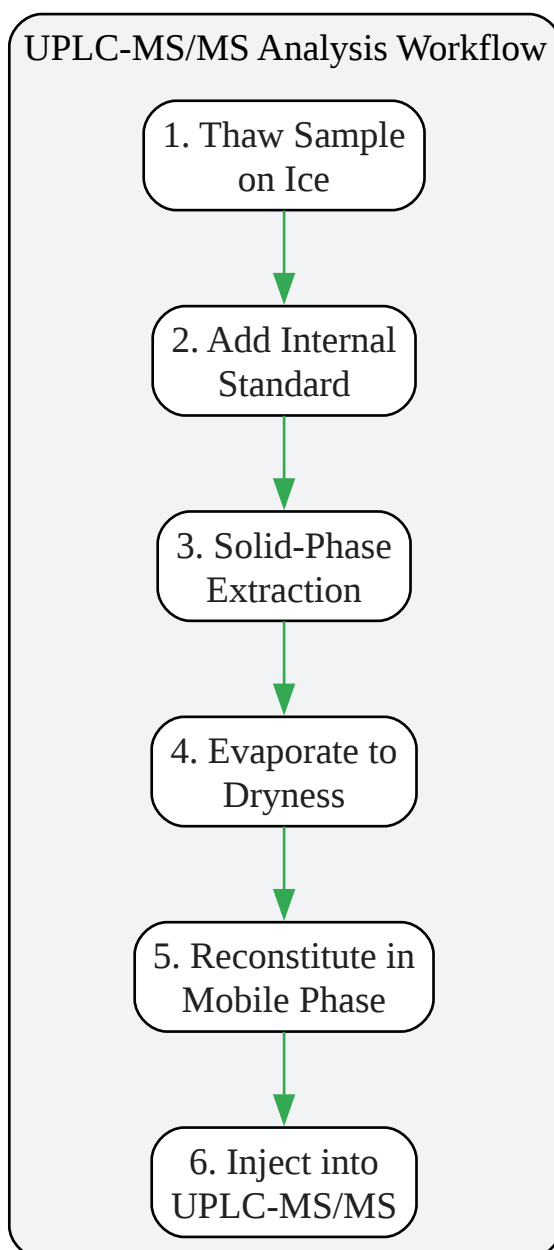 UPLC-MS/MS Analysis Workflow
1. Thaw Sample
on Ice
2. Add Internal
Standard
3. Solid-Phase
Extraction
4. Evaporate to
Dryness
5. Reconstitute in
Mobile Phase
6. Inject into
UPLC-MS/MS